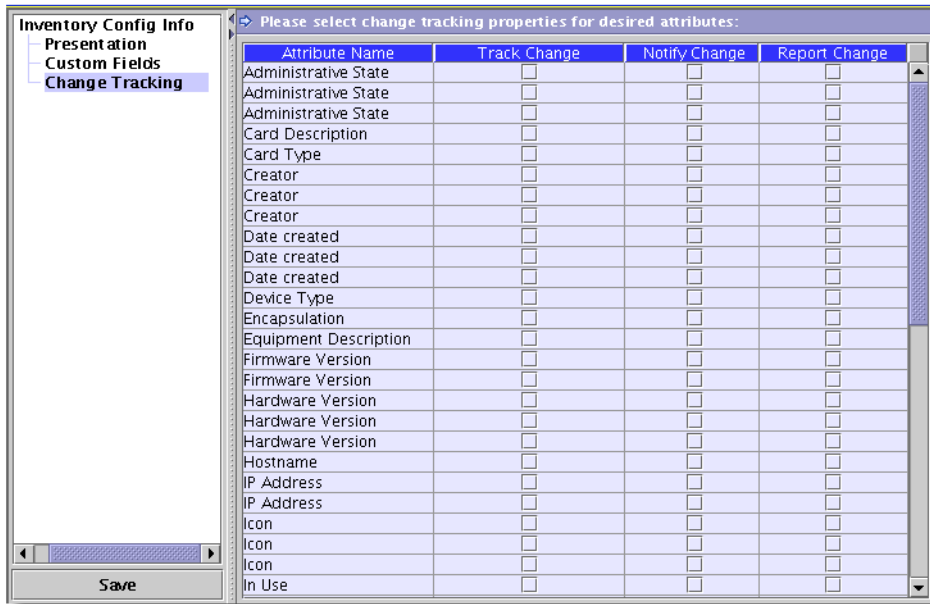 Inventory Config Info
Presentation
Custom Fields
Change Tracking
Save
Please select change tracking properties for desired attributes:
Attribute Name Track Change Notify Change Report Change
Administrative State
Administrative State
Administrative State
Card Description
Card Type
Creator
Creator
Creator
Date created
Date created
Date created
Device Type
Encapsulation
Equipment Description
Firmware Version
Firmware Version
Hardware Version
Hardware Version
Hardware Version
Hostname
IP Address
IP Address
Icon
Icon
Icon
In Use